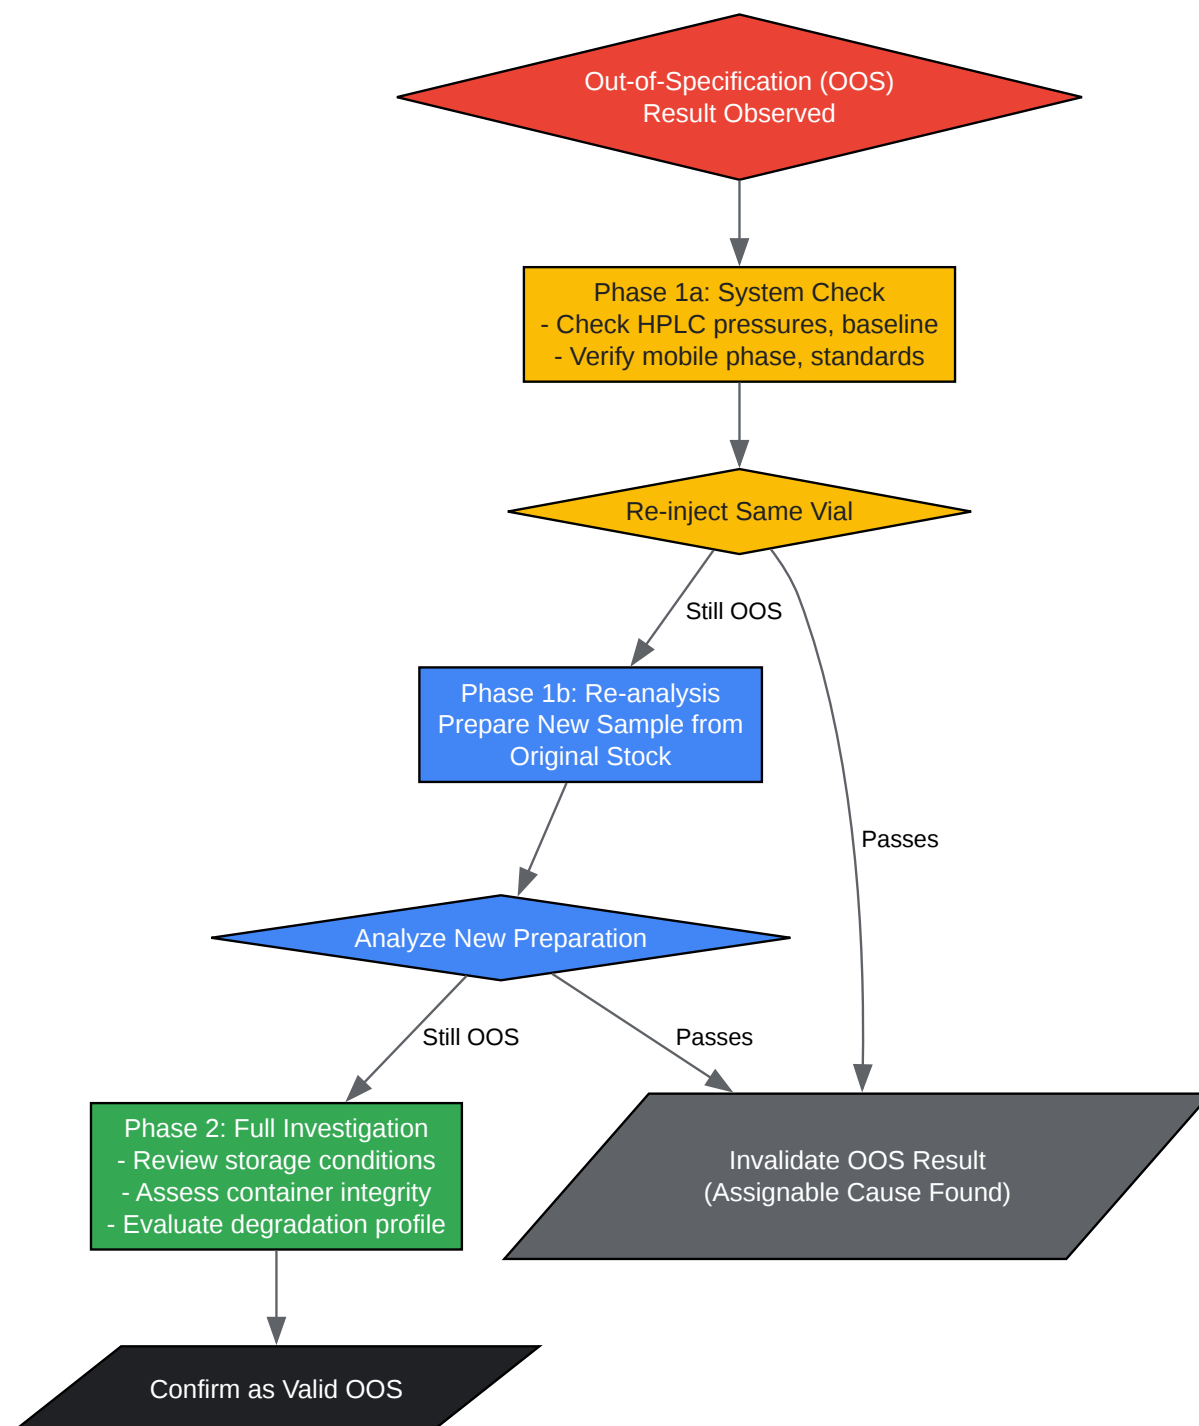 Out-of-Specification (OOS)
Result Observed
Phase 1a: System Check
- Check HPLC pressures, baseline
- Verify mobile phase, standards
Re-inject Same Vial
Still OOS
Phase 1b: Re-analysis
Prepare New Sample from
Original Stock
Passes
Analyze New Preparation
Still OOS
Passes
Phase 2: Full Investigation
- Review storage conditions
- Assess container integrity
- Evaluate degradation profile
Invalidate OOS Result
(Assignable Cause Found)
Confirm as Valid OOS